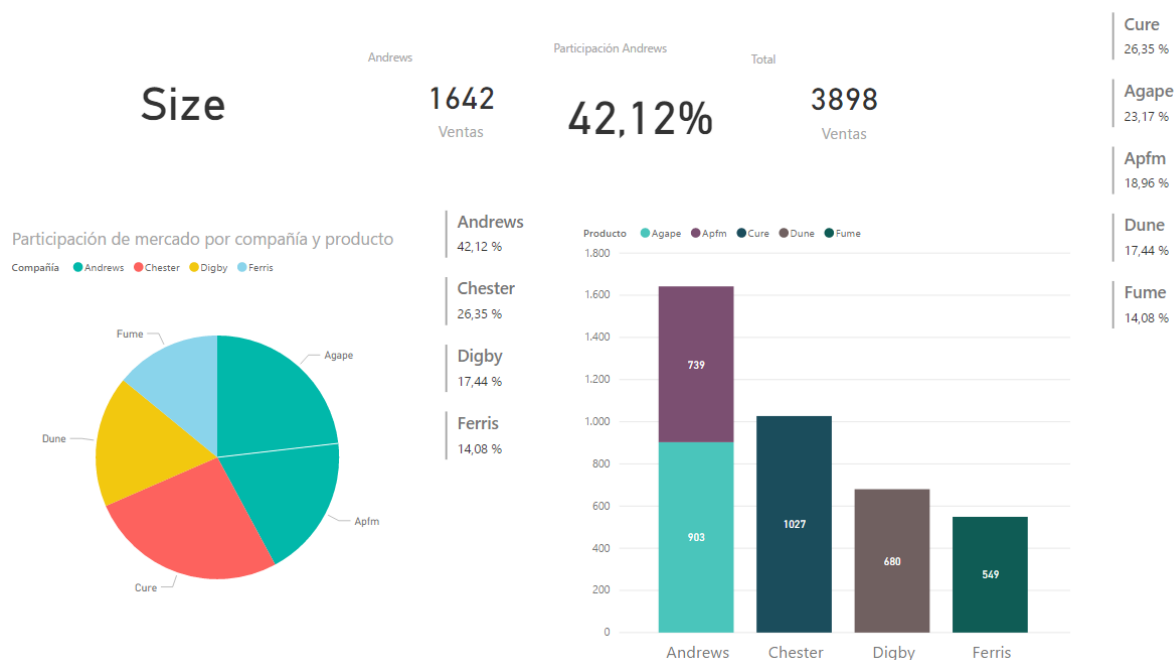 Size
Andrews
1642
Ventas
Participación Andrews
42,12%
Total
3898
Ventas
Cure
26,35 %
Agape
23,17 %
Apfm
18,96 %
Dune
17,44 %
Fume
14,08 %
Participación de mercado por compañía y producto
Compañía Andrews Chester Digby Ferris
Fume
Agape
Dune
Apfm
Cure
Andrews
42,12 %
Chester
26,35 %
Digby
17,44 %
Ferris
14,08 %
Producto Agape Apfm Cure Dune Fume
1.800
1.600
1.400
1.200
1.000
800
600
400
200
0
739
903
1027
680
549
Andrews Chester Digby Ferris